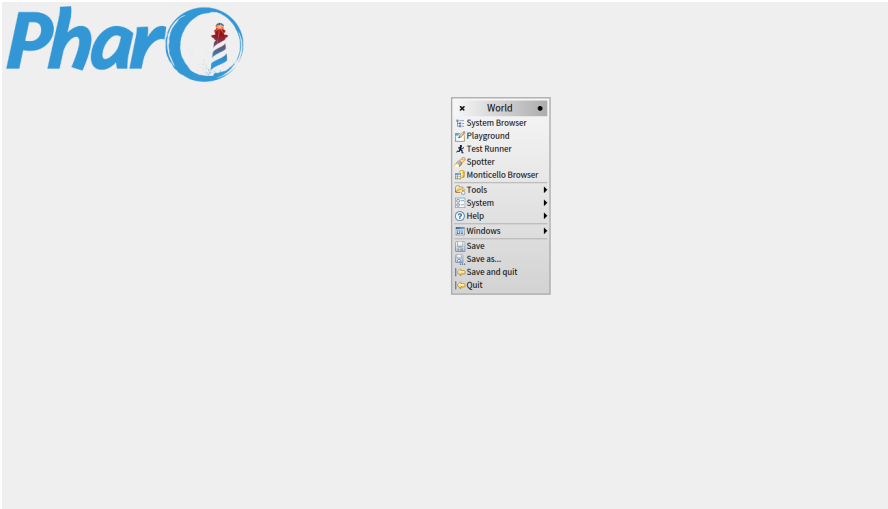 Pharo
World
System Browser
Playground
Test Runner
Spotter
Monticello Browser
Tools
System
Help
Windows
Save
Save as...
Save and quit
Quit